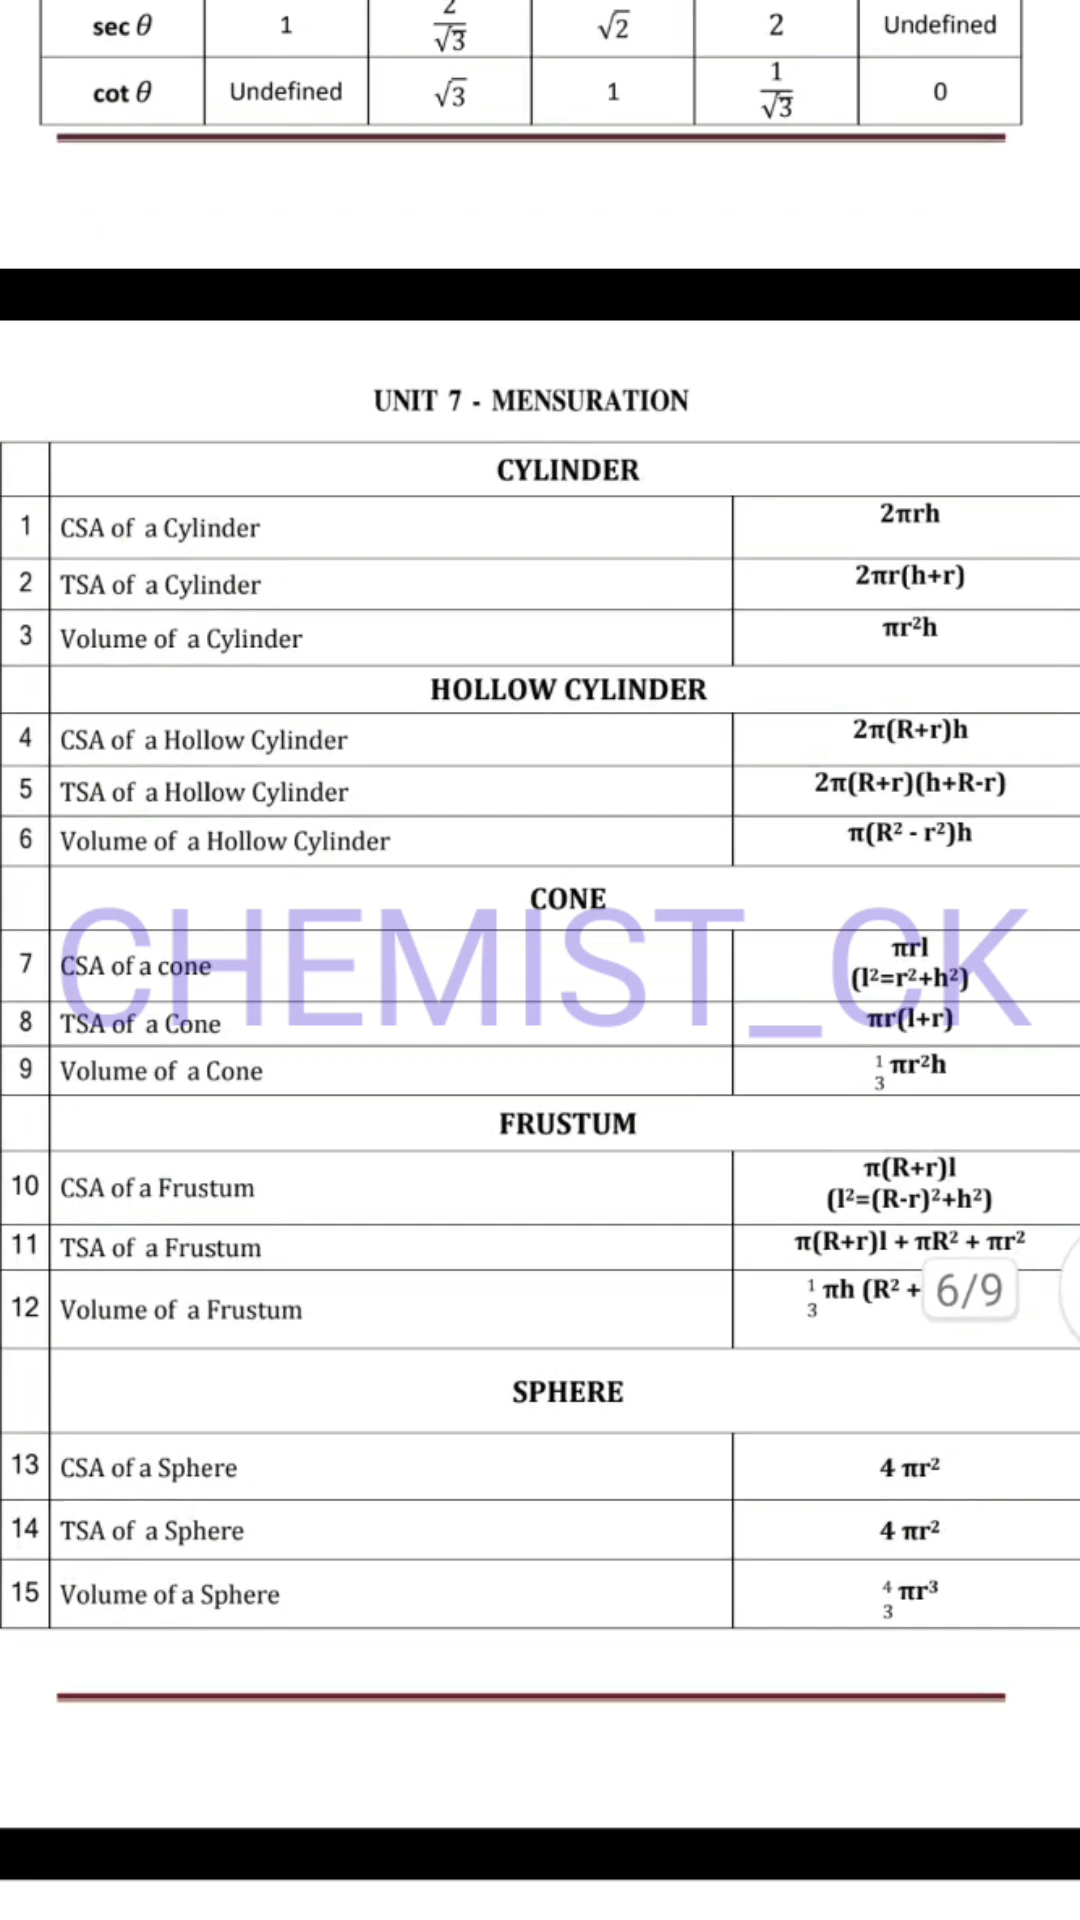 sec θ 1 2/√3 √2 2 Undefined
cot θ Undefined √3 1 1/√3 0
UNIT 7 - MENSURATION
CYLINDER
1 CSA of a Cylinder 2πrh
2 TSA of a Cylinder 2πr(h+r)
3 Volume of a Cylinder πr²h
HOLLOW CYLINDER
4 CSA of a Hollow Cylinder 2π(R+r)h
5 TSA of a Hollow Cylinder 2π(R+r)(h+R-r)
6 Volume of a Hollow Cylinder π(R² - r²)h
CONE
CHEMIST_CK
7 CSA of a cone πrl
(l²=r²+h²)
8 TSA of a Cone πr(l+r)
9 Volume of a Cone 1/3 πr²h
FRUSTUM
10 CSA of a Frustum π(R+r)l
(l²=(R-r)²+h²)
11 TSA of a Frustum π(R+r)l + πR² + πr²
12 Volume of a Frustum 1/3 πh (R² +
6/9
SPHERE
13 CSA of a Sphere 4 πr²
14 TSA of a Sphere 4 πr²
15 Volume of a Sphere 4/3 πr³